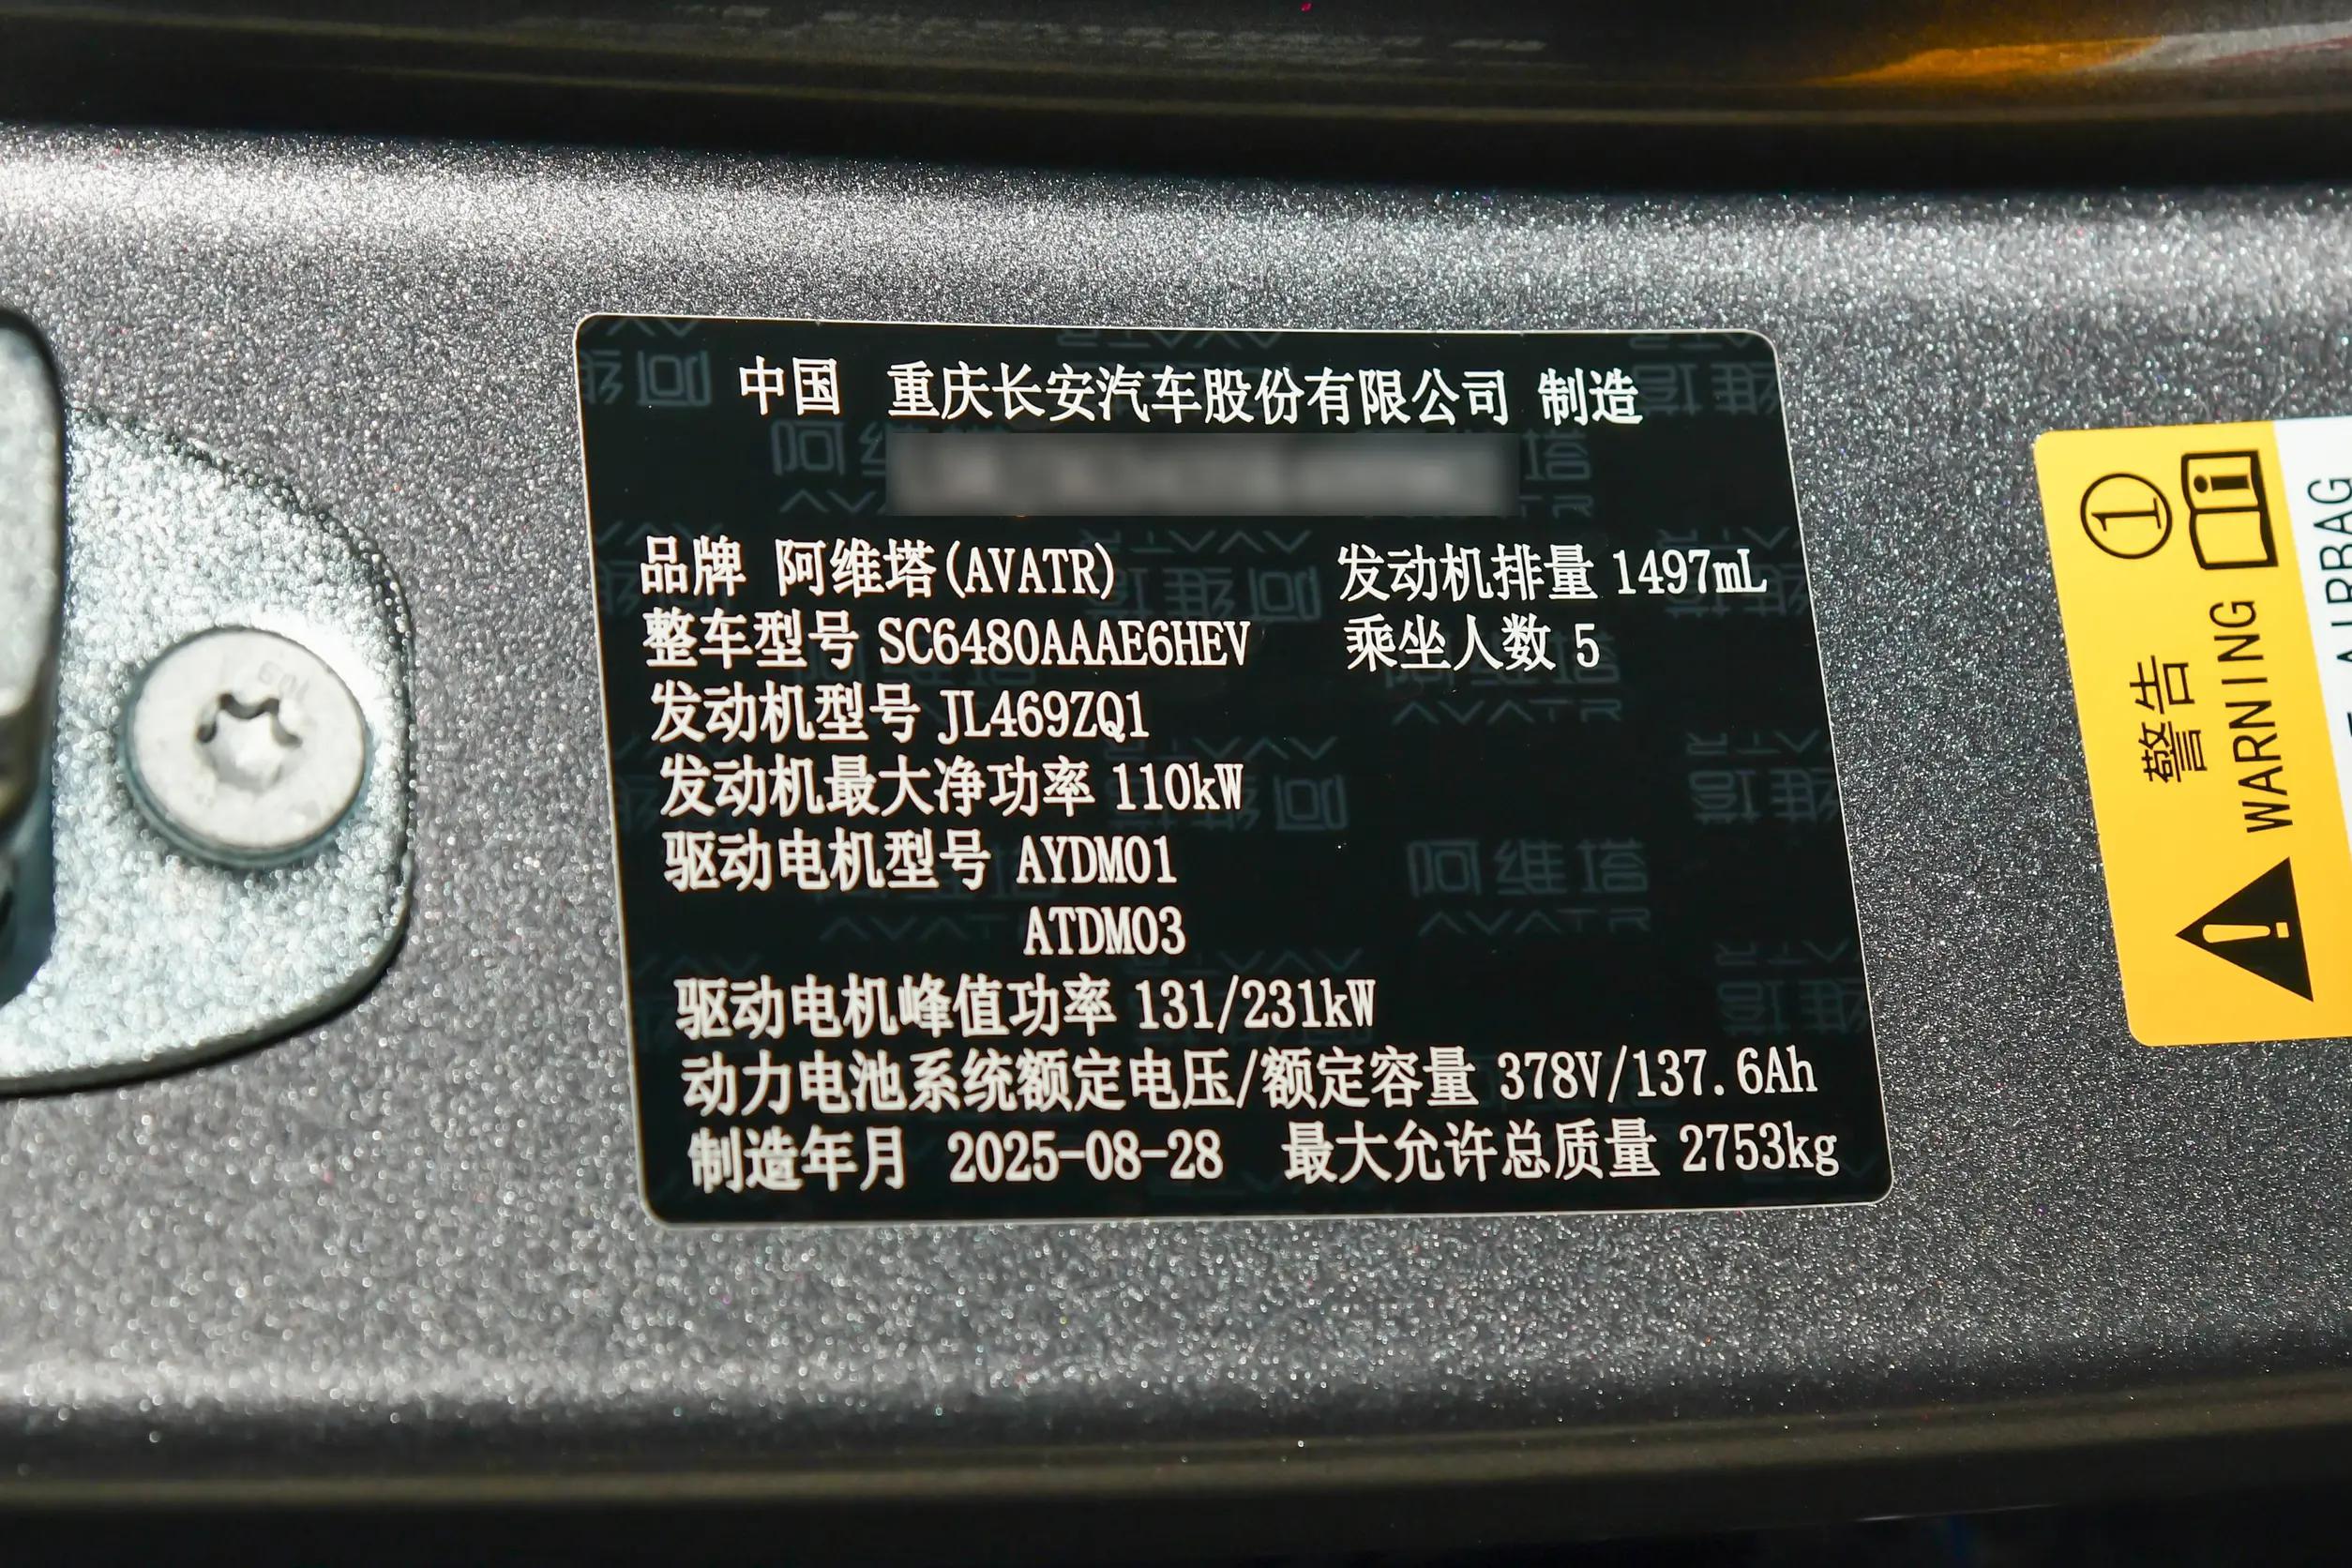 中国 重庆长安汽车股份有限公司 制造
品牌 阿维塔(AVATR) 发动机排量 1497mL
整车型号 SC6480AAAE6HEV 乘坐人数 5
发动机型号 JL469ZQ1
发动机最大净功率 110kW
驱动电机型号 AYDM01
ATDM03
驱动电机峰值功率 131/231kW
动力电池系统额定电压/额定容量 378V/137.6Ah
制造年月 2025-08-28 最大允许总质量 2753kg
阿维塔
AVATR
① 
警告
WARNING
AIRBAG